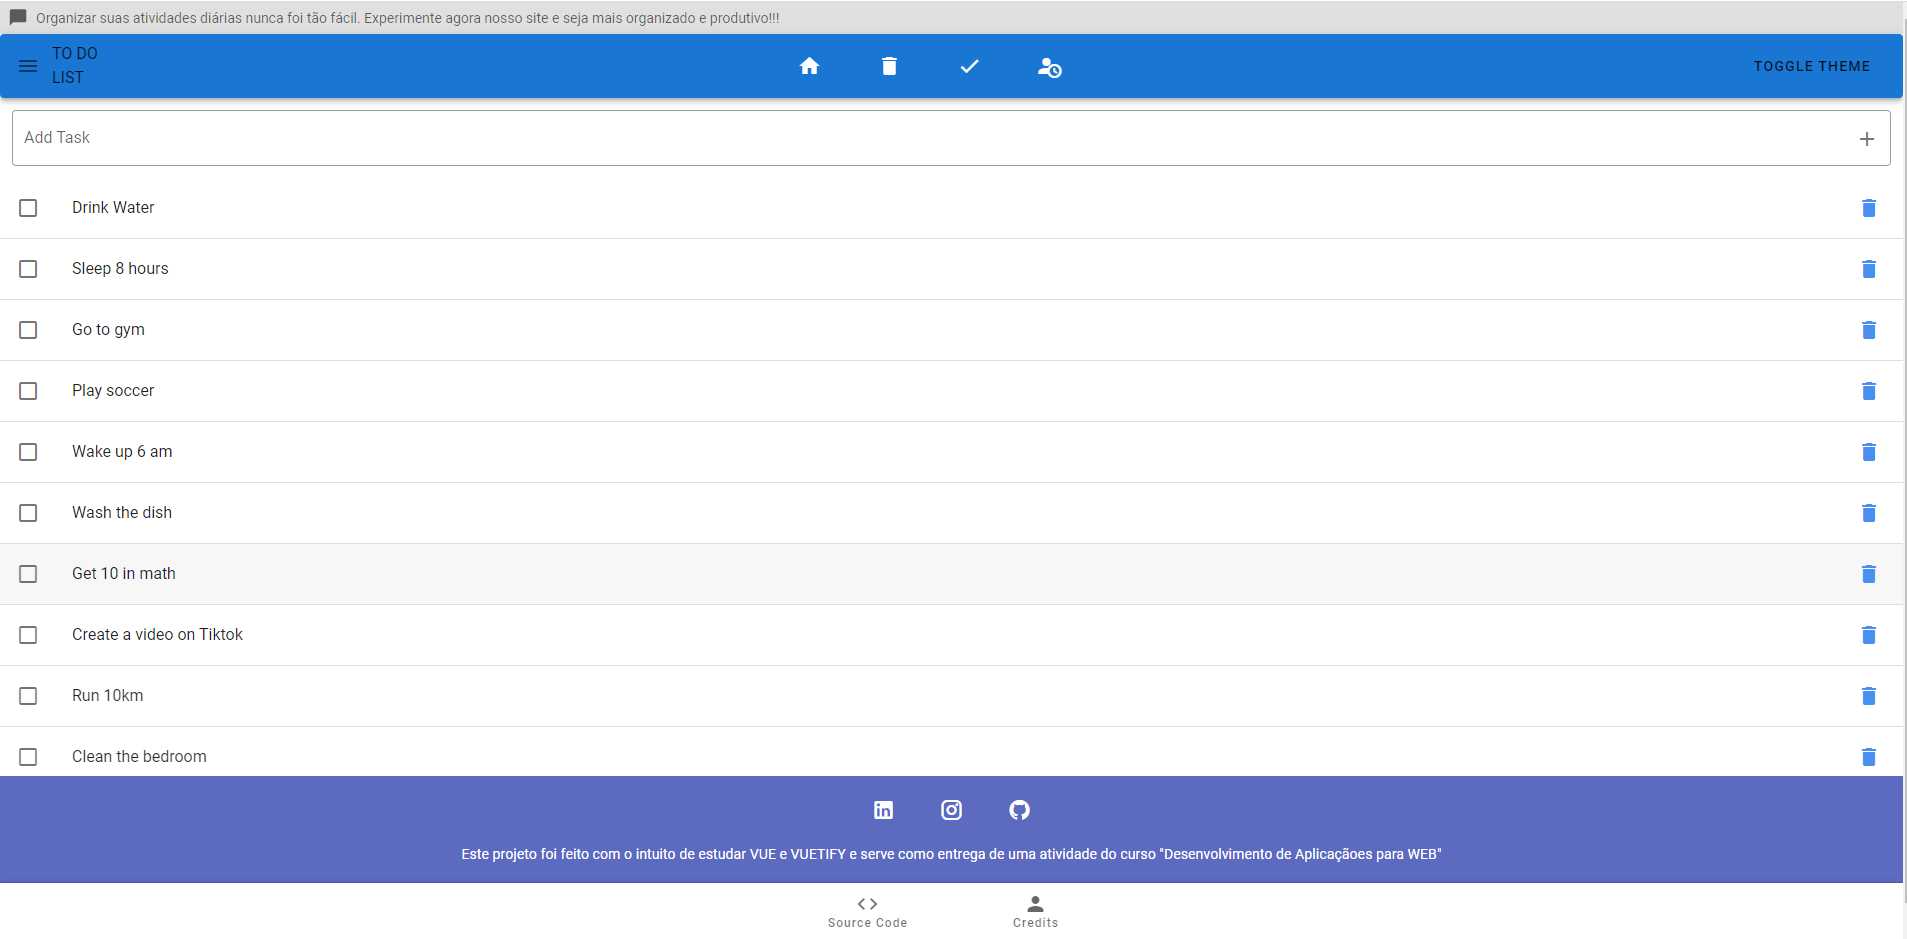 Organizar suas atividades diárias nunca foi tão fácil. Experimente agora nosso site e seja mais organizado e produtivo!!!
TO DO
LIST
TOGGLE THEME
Add Task
Drink Water
Sleep 8 hours
Go to gym
Play soccer
Wake up 6 am
Wash the dish
Get 10 in math
Create a video on Tiktok
Run 10km
Clean the bedroom
Este projeto foi feito com o intuito de estudar VUE e VUETIFY e serve como entrega de uma atividade do curso "Desenvolvimento de Aplicaçãoes para WEB"
Source Code
Credits